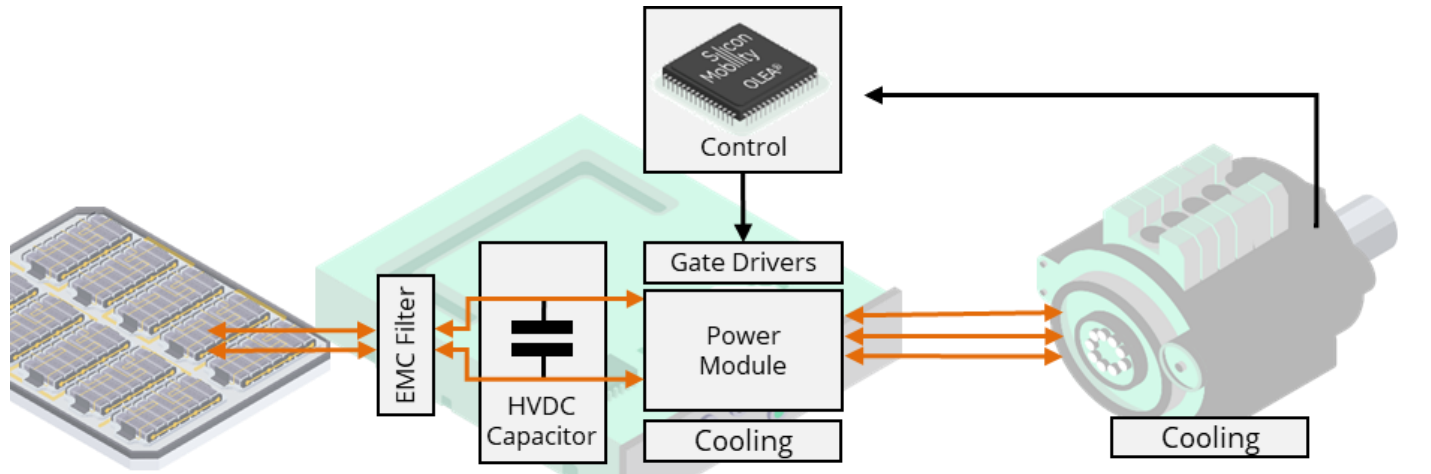 Silicon
Mobility
OLEA®
Control
Gate Drivers
EMC Filter
Power
Module
HVDC
Capacitor
Cooling
Cooling